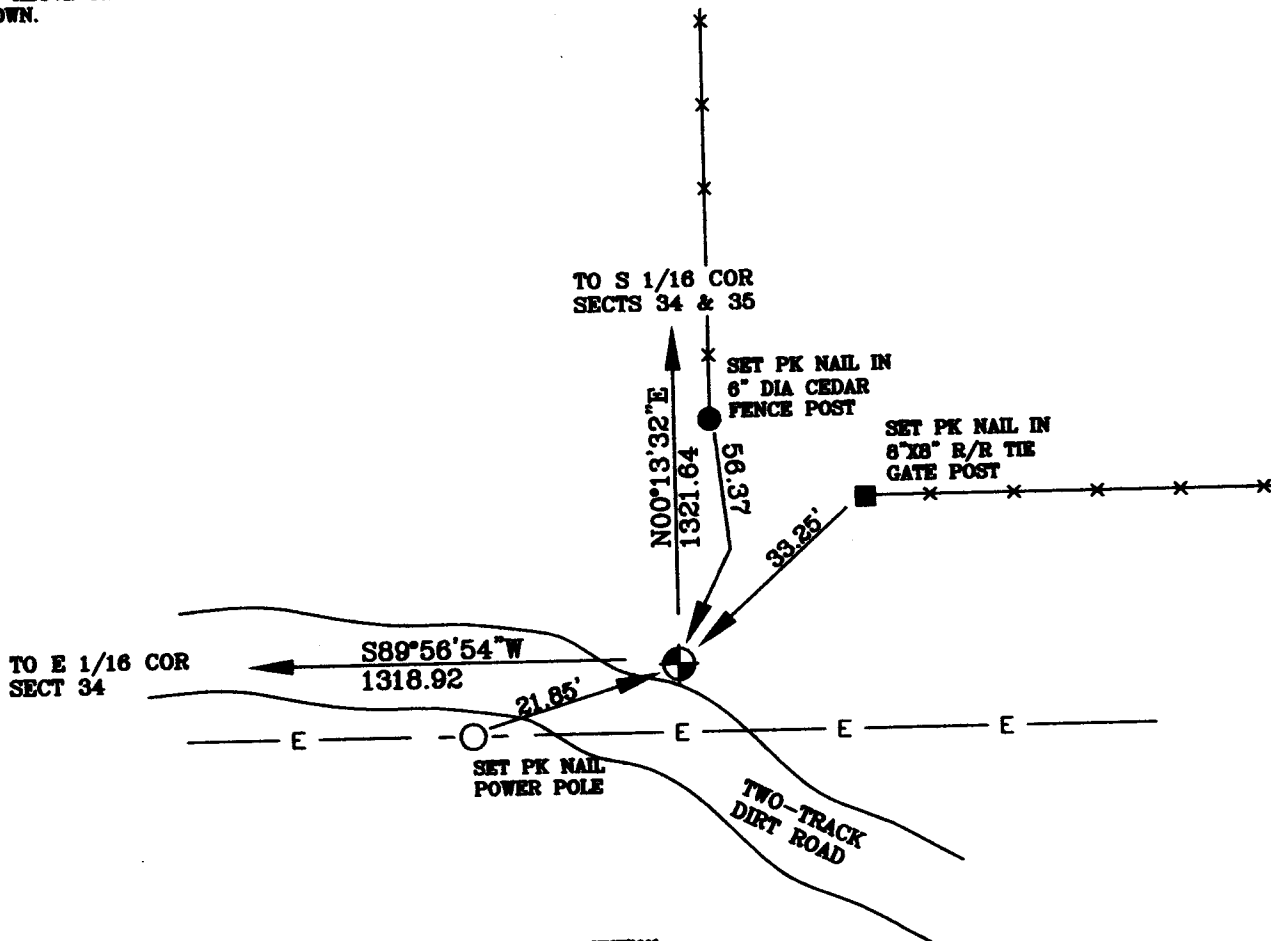 OWN.
TO S 1/16 COR
SECTS 34 & 35
SET PK NAIL IN
6" DIA CEDAR
FENCE POST
N00°13'32"E
1321.64
56.37
SET PK NAIL IN
8"X8" R/R TIE
GATE POST
33.25'
TO E 1/16 COR
SECT 34
S89°56'54"W
1318.92
21.85'
E
E
E
E
SET PK NAIL
POWER POLE
TWO-TRACK
DIRT ROAD